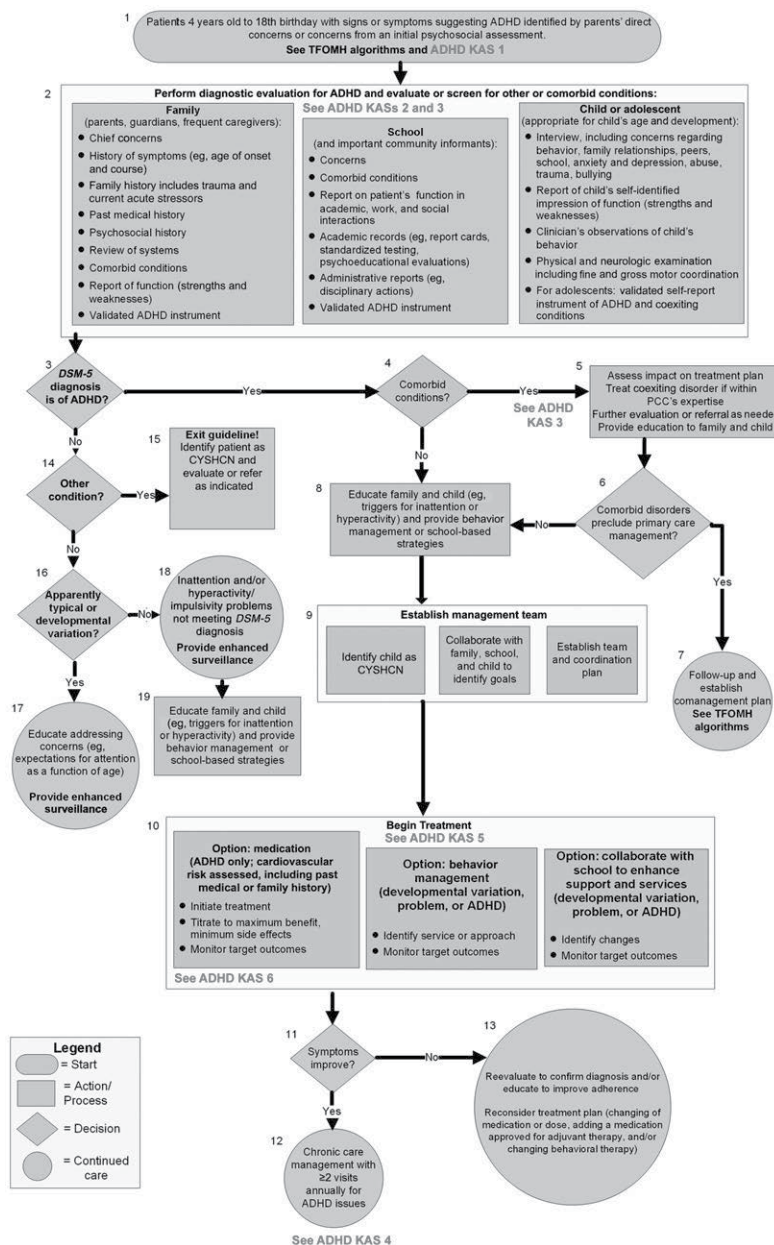 1
Patients 4 years old to 18th birthday with signs or symptoms suggesting ADHD identified by parents' direct
concerns or concerns from an initial psychosocial assessment.
See TFOMH algorithms and ADHD KAS 1
2
Perform diagnostic evaluation for ADHD and evaluate or screen for other or comorbid conditions:
See ADHD KASs 2 and 3
Family
(parents, guardians, frequent caregivers):
• Chief concerns
• History of symptoms (eg, age of onset
and course)
• Family history includes trauma and
current acute stressors
• Past medical history
• Psychosocial history
• Review of systems
• Comorbid conditions
• Report of function (strengths and
weaknesses)
• Validated ADHD instrument
School
(and important community informants):
• Concerns
• Comorbid conditions
• Report on patient's function in
academic, work, and social
interactions
• Academic records (eg, report cards,
standardized testing,
psychoeducational evaluations)
• Administrative reports (eg,
disciplinary actions)
• Validated ADHD instrument
Child or adolescent
(appropriate for child's age and development):
• Interview, including concerns regarding
behavior, family relationships, peers,
school, anxiety and depression, abuse,
trauma, bullying
• Report of child's self-identified
impression of function (strengths and
weaknesses)
• Clinician's observations of child's
behavior
• Physical and neurologic examination
including fine and gross motor coordination
• For adolescents: validated self-report
instrument of ADHD and coexiting
conditions
3
DSM-5
diagnosis
is of ADHD?
Yes
4
Comorbid
conditions?
Yes
See ADHD
KAS 3
5
Assess impact on treatment plan
Treat coexiting disorder if within
PCC's expertise
Further evaluation or referral as neede
Provide education to family and child
No
14
Other
condition?
Yes
15
Exit guideline!
Identify patient as
CYSHCN and
evaluate or refer
as indicated
No
8
Educate family and child (eg,
triggers for inattention or
hyperactivity) and provide behavior
management or school-based
strategies
No
6
Comorbid disorders
preclude primary care
management?
Yes
No
16
Apparently
typical or
developmental
variation?
No
18
Inattention and/or
hyperactivity/
impulsivity problems
not meeting DSM-5
diagnosis
Provide enhanced
surveillance
9
Establish management team
Identify child as
CYSHCN
Collaborate with
family, school,
and child to
identify goals
Establish team
and coordination
plan
7
Follow-up and
establish
comanagement plan
See TFOMH
algorithms
Yes
17
Educate addressing
concerns (eg,
expectations for attention
as a function of age)
Provide enhanced
surveillance
19
Educate family and child
(eg, triggers for inattention
or hyperactivity) and provide
behavior management or
school-based strategies
10
Begin Treatment
See ADHD KAS 5
Option: medication
(ADHD only; cardiovascular
risk assessed, including past
medical or family history)
• Initiate treatment
• Titrate to maximum benefit,
minimum side effects
• Monitor target outcomes
See ADHD KAS 6
Option: behavior
management
(developmental variation,
problem, or ADHD)
• Identify service or approach
• Monitor target outcomes
Option: collaborate with
school to enhance
support and services
(developmental variation,
problem, or ADHD)
• Identify changes
• Monitor target outcomes
11
Symptoms
improve?
No
13
Reevaluate to confirm diagnosis and/or
educate to improve adherence
Reconsider treatment plan (changing of
medication or dose, adding a medication
approved for adjuvant therapy, and/or
changing behavioral therapy)
Yes
12
Chronic care
management with
≥2 visits
annually for
ADHD issues
See ADHD KAS 4
Legend
= Start
= Action/
Process
= Decision
= Continued
care